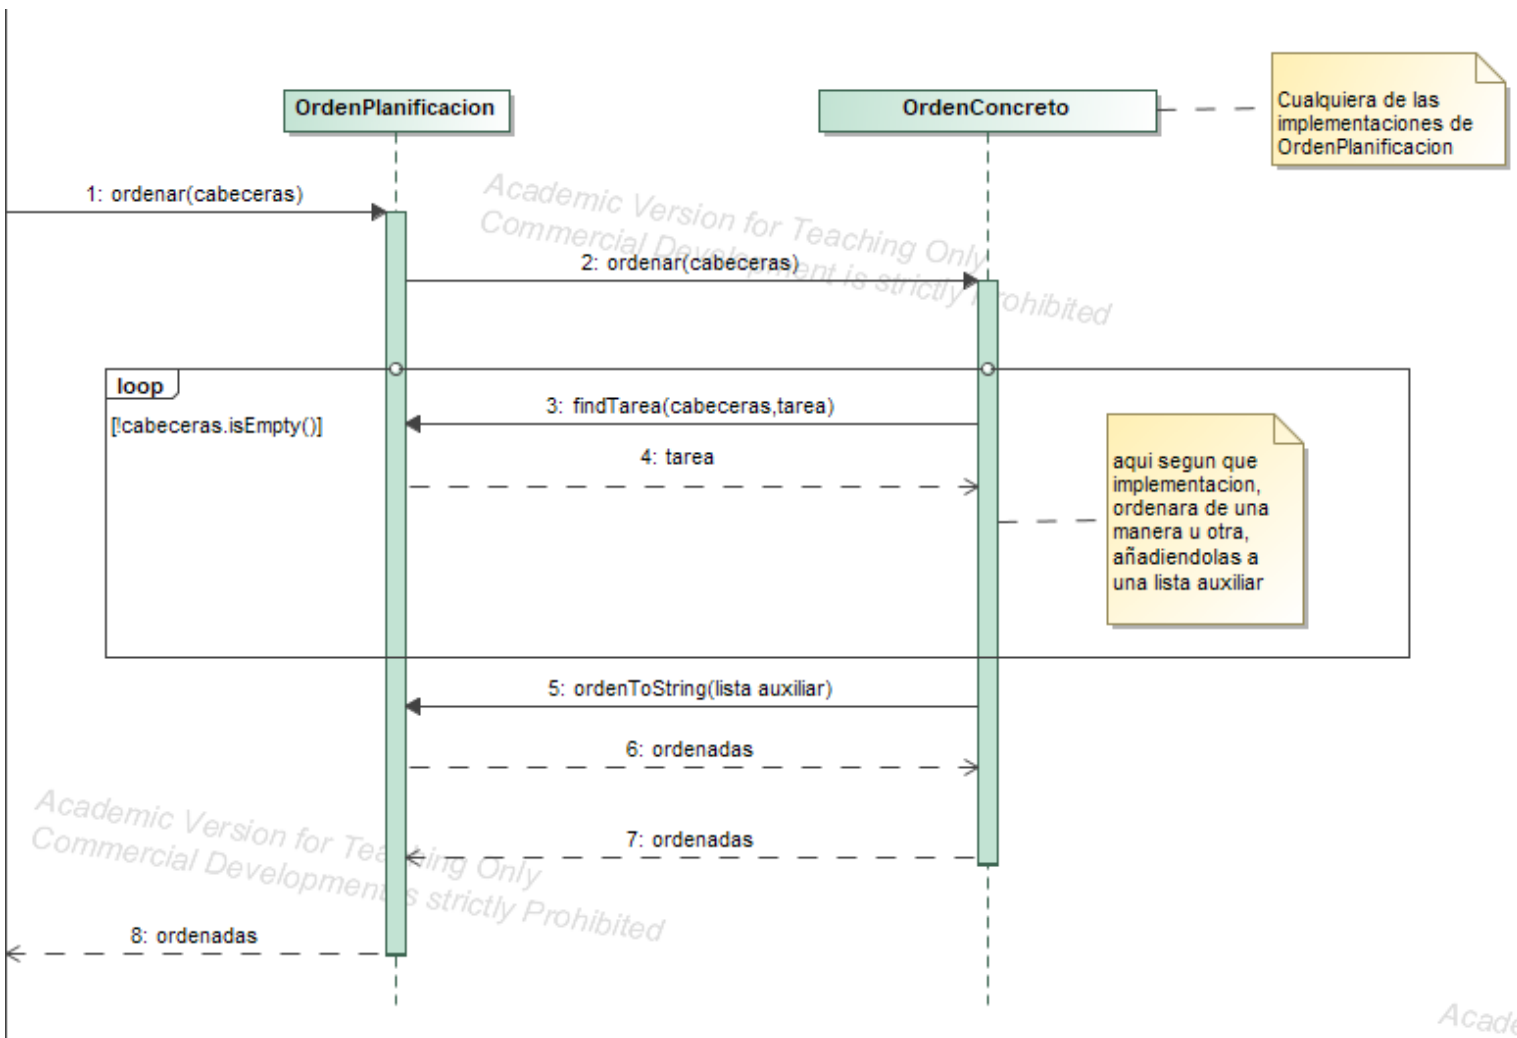 OrdenPlanificacion
OrdenConcreto
Cualquiera de las
implementaciones de
OrdenPlanificacion
1: ordenar(cabeceras)
Academic Version for Teaching Only
Commercial Development is strictly Prohibited
2: ordenar(cabeceras)
loop
[!cabeceras.isEmpty()]
3: findTarea(cabeceras,tarea)
4: tarea
aqui segun que
implementacion,
ordenara de una
manera u otra,
añadiendolas a
una lista auxiliar
5: ordenToString(lista auxiliar)
6: ordenadas
7: ordenadas
Academic Version for Teaching Only
Commercial Development is strictly Prohibited
8: ordenadas